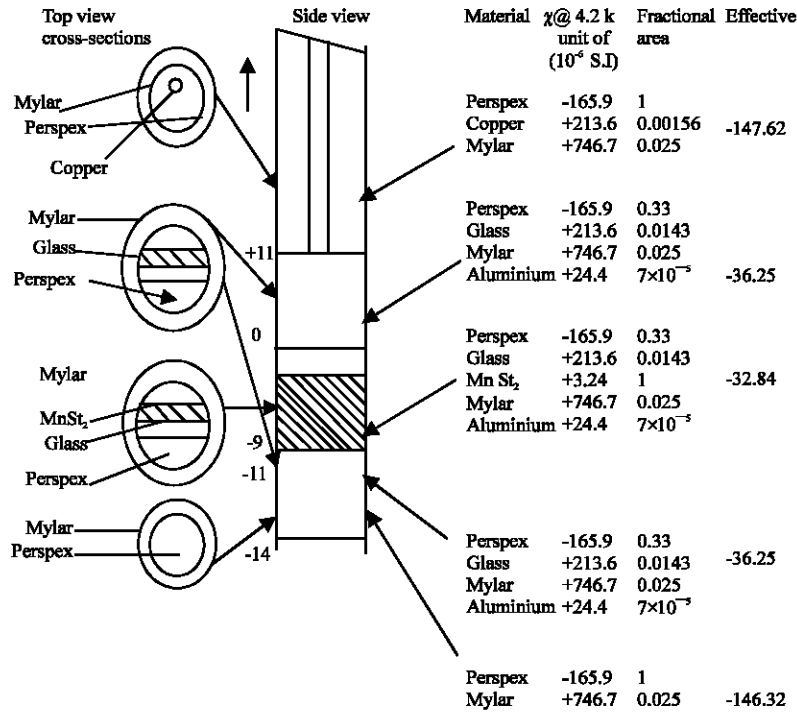 Top view
cross-sections
Mylar
Perspex
Copper
Mylar
Glass
Perspex
Mylar
MnSt₂
Glass
Perspex
Mylar
Perspex
Side view
+11
0
-9
-11
-14
Material χ@ 4.2 k Fractional Effective
unit of area
(10⁻⁶ S.I)
Perspex -165.9 1
Copper +213.6 0.00156 -147.62
Mylar +746.7 0.025
Perspex -165.9 0.33
Glass +213.6 0.0143
Mylar +746.7 0.025
Aluminium +24.4 7×10⁻⁵ -36.25
Perspex -165.9 0.33
Glass +213.6 0.0143
Mn St₂ +3.24 1 -32.84
Mylar +746.7 0.025
Aluminium +24.4 7×10⁻⁵
Perspex -165.9 0.33
Glass +213.6 0.0143 -36.25
Mylar +746.7 0.025
Aluminium +24.4 7×10⁻⁵
Perspex -165.9 1
Mylar +746.7 0.025 -146.32